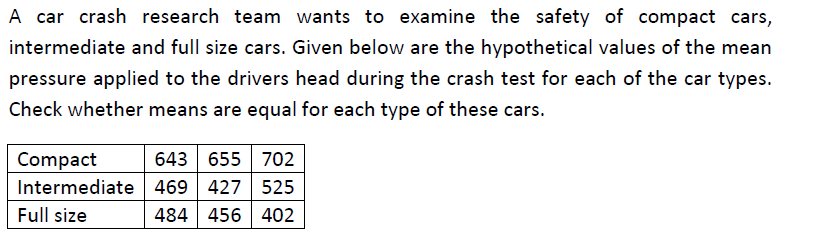 A car crash research team wants to examine the safety of compact cars,
intermediate and full size cars. Given below are the hypothetical values of the mean
pressure applied to the drivers head during the crash test for each of the car types.
Check whether means are equal for each type of these cars.
Compact 643 655 702
Intermediate 469 427 525
Full size 484 456 402